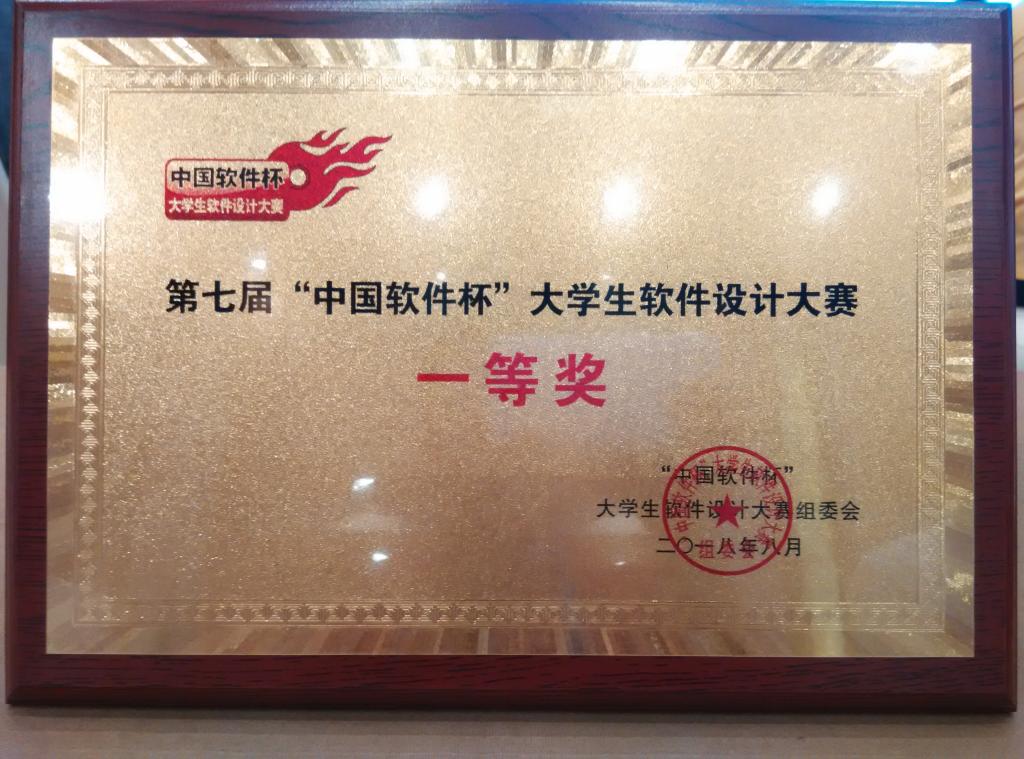 中国软件杯
大学生软件设计大赛
第七届“中国软件杯”大学生软件设计大赛
一等奖
“中国软件杯”
大学生软件设计大赛组委会
二〇一八年八月
组委会